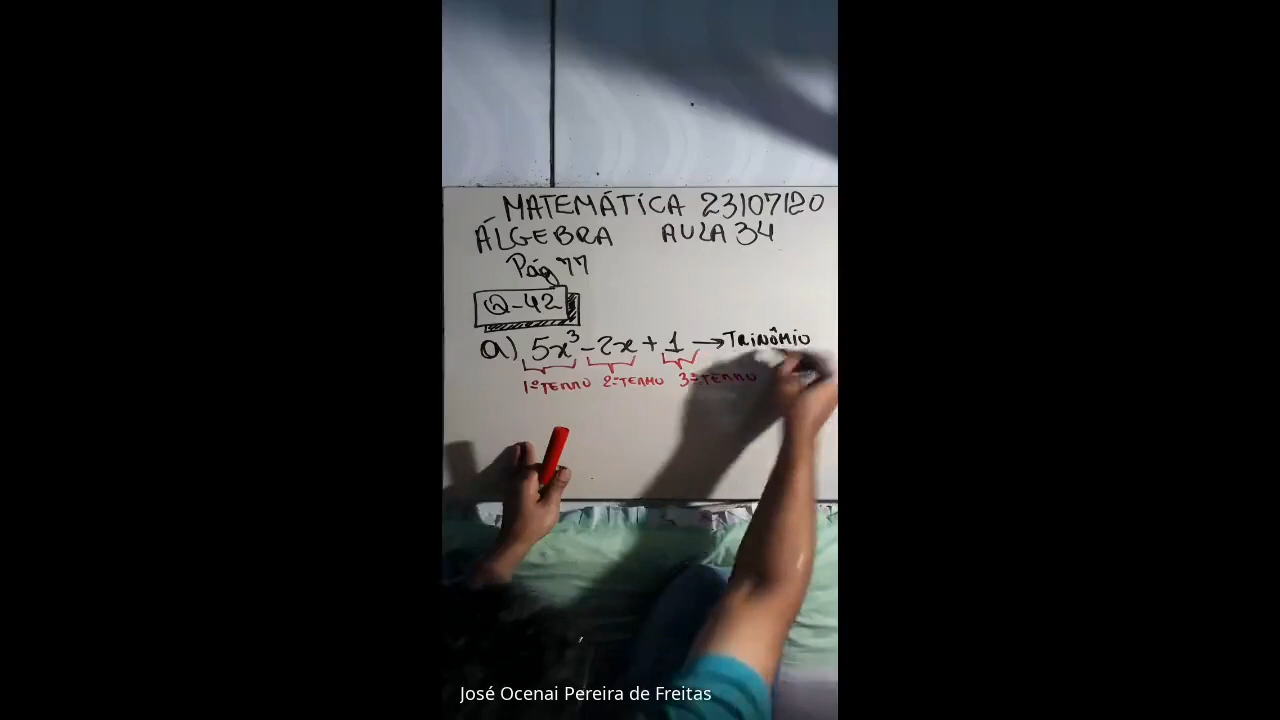 MATEMÁTICA 23/07/20
ÁLGEBRA AULA 34
Pág 77
Q-42
a) 5x³ - 2x + 1 → TRINÔMIO
1º TERMO 2º TERMO 3º TERMO
José Ocenai Pereira de Freitas